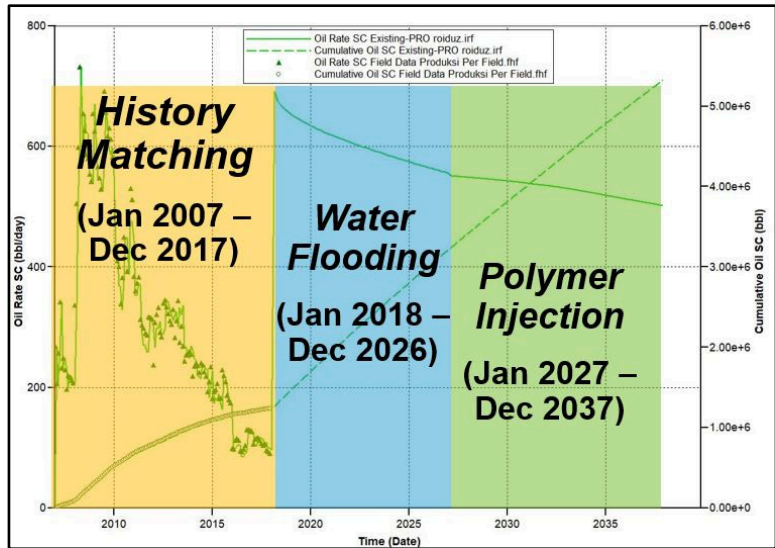 Oil Rate SC Existing-PRO roiduz.irf
Cumulative Oil SC Existing-PRO roiduz.irf
Oil Rate SC Field Data Produksi Per Field.fhf
Cumulative Oil SC Field Data Produksi Per Field.fhf
800
600
400
200
0
Oil Rate SC (bbl/day)
6.00e+6
5.00e+6
4.00e+6
3.00e+6
2.00e+6
1.00e+6
0.00e+0
Cumulative Oil SC (bbl)
History
Matching
(Jan 2007 –
Dec 2017)
Water
Flooding
(Jan 2018 –
Dec 2026)
Polymer
Injection
(Jan 2027 –
Dec 2037)
2010
2015
2020
2025
2030
2035
Time (Date)